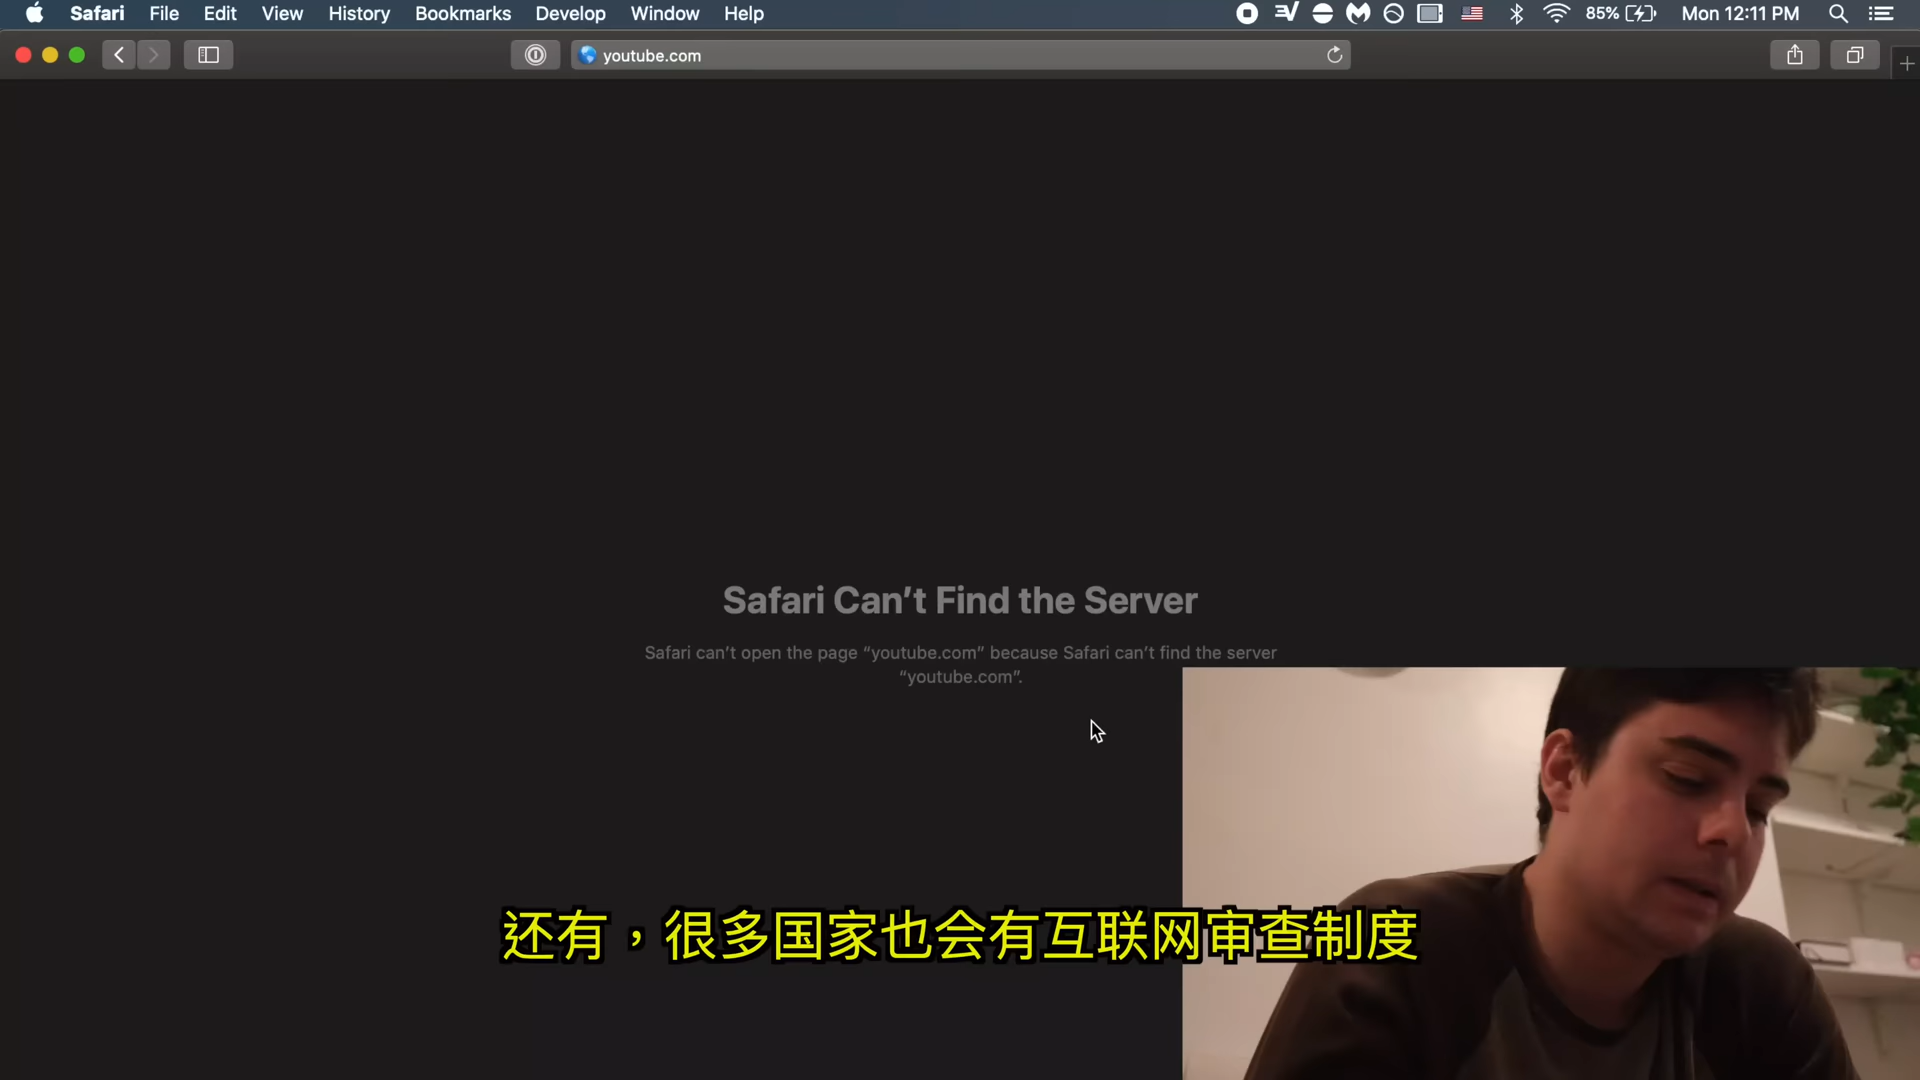 Safari File Edit View History Bookmarks Develop Window Help 85% Mon 12:11 PM
youtube.com
Safari Can’t Find the Server
Safari can’t open the page “youtube.com” because Safari can’t find the server
“youtube.com”.
还有，很多国家也会有互联网审查制度